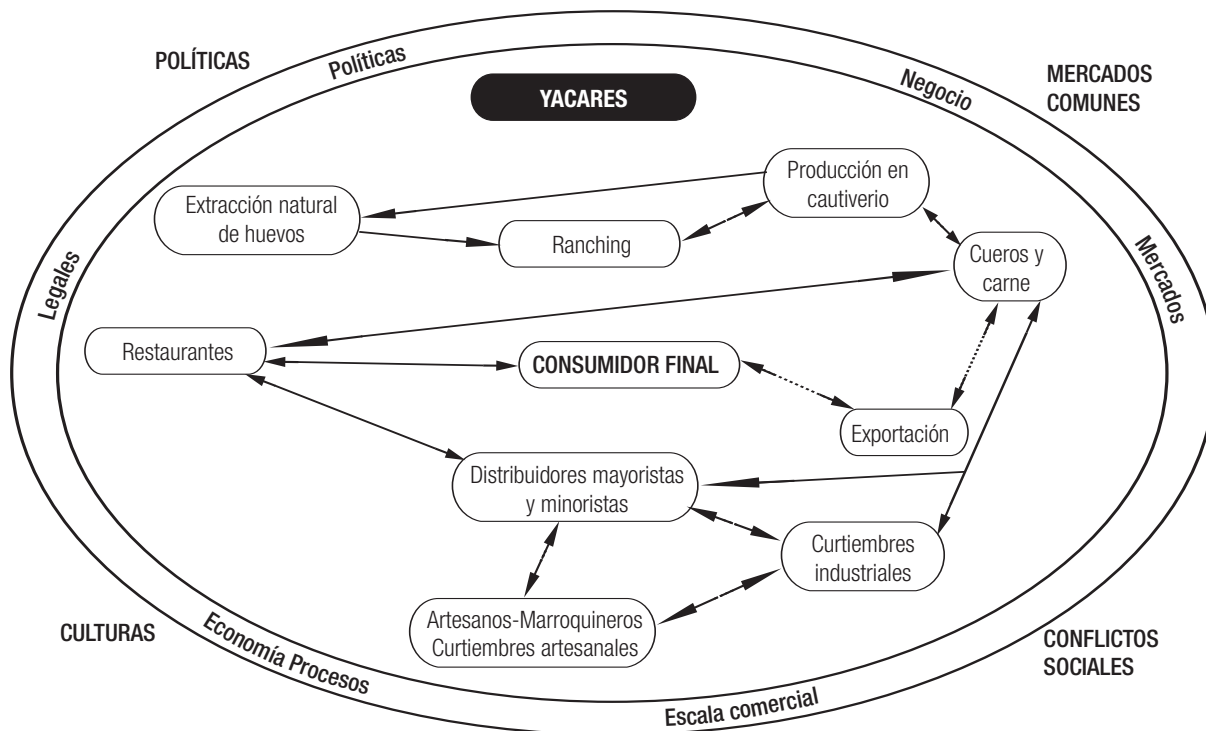 POLÍTICAS
Políticas
YACARES
Negocio
MERCADOS
COMUNES
Producción en
cautiverio
Extracción natural
de huevos
Ranching
Cueros y
carne
Legales
Mercados
Restaurantes
CONSUMIDOR FINAL
Exportación
Distribuidores mayoristas
y minoristas
Curtiembres
industriales
Artesanos-Marroquineros
Curtiembres artesanales
CULTURAS
Economía Procesos
Escala comercial
CONFLICTOS
SOCIALES